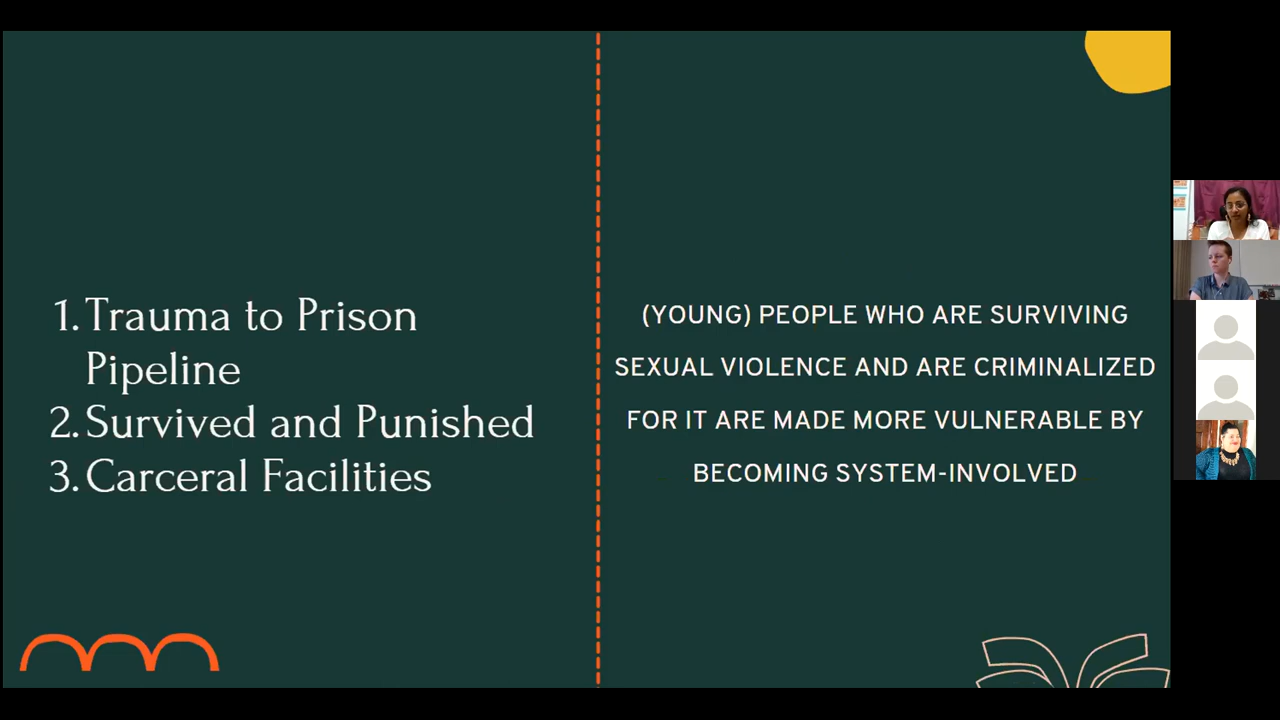 1. Trauma to Prison
Pipeline
2. Survived and Punished
3. Carceral Facilities
(YOUNG) PEOPLE WHO ARE SURVIVING
SEXUAL VIOLENCE AND ARE CRIMINALIZED
FOR IT ARE MADE MORE VULNERABLE BY
BECOMING SYSTEM-INVOLVED